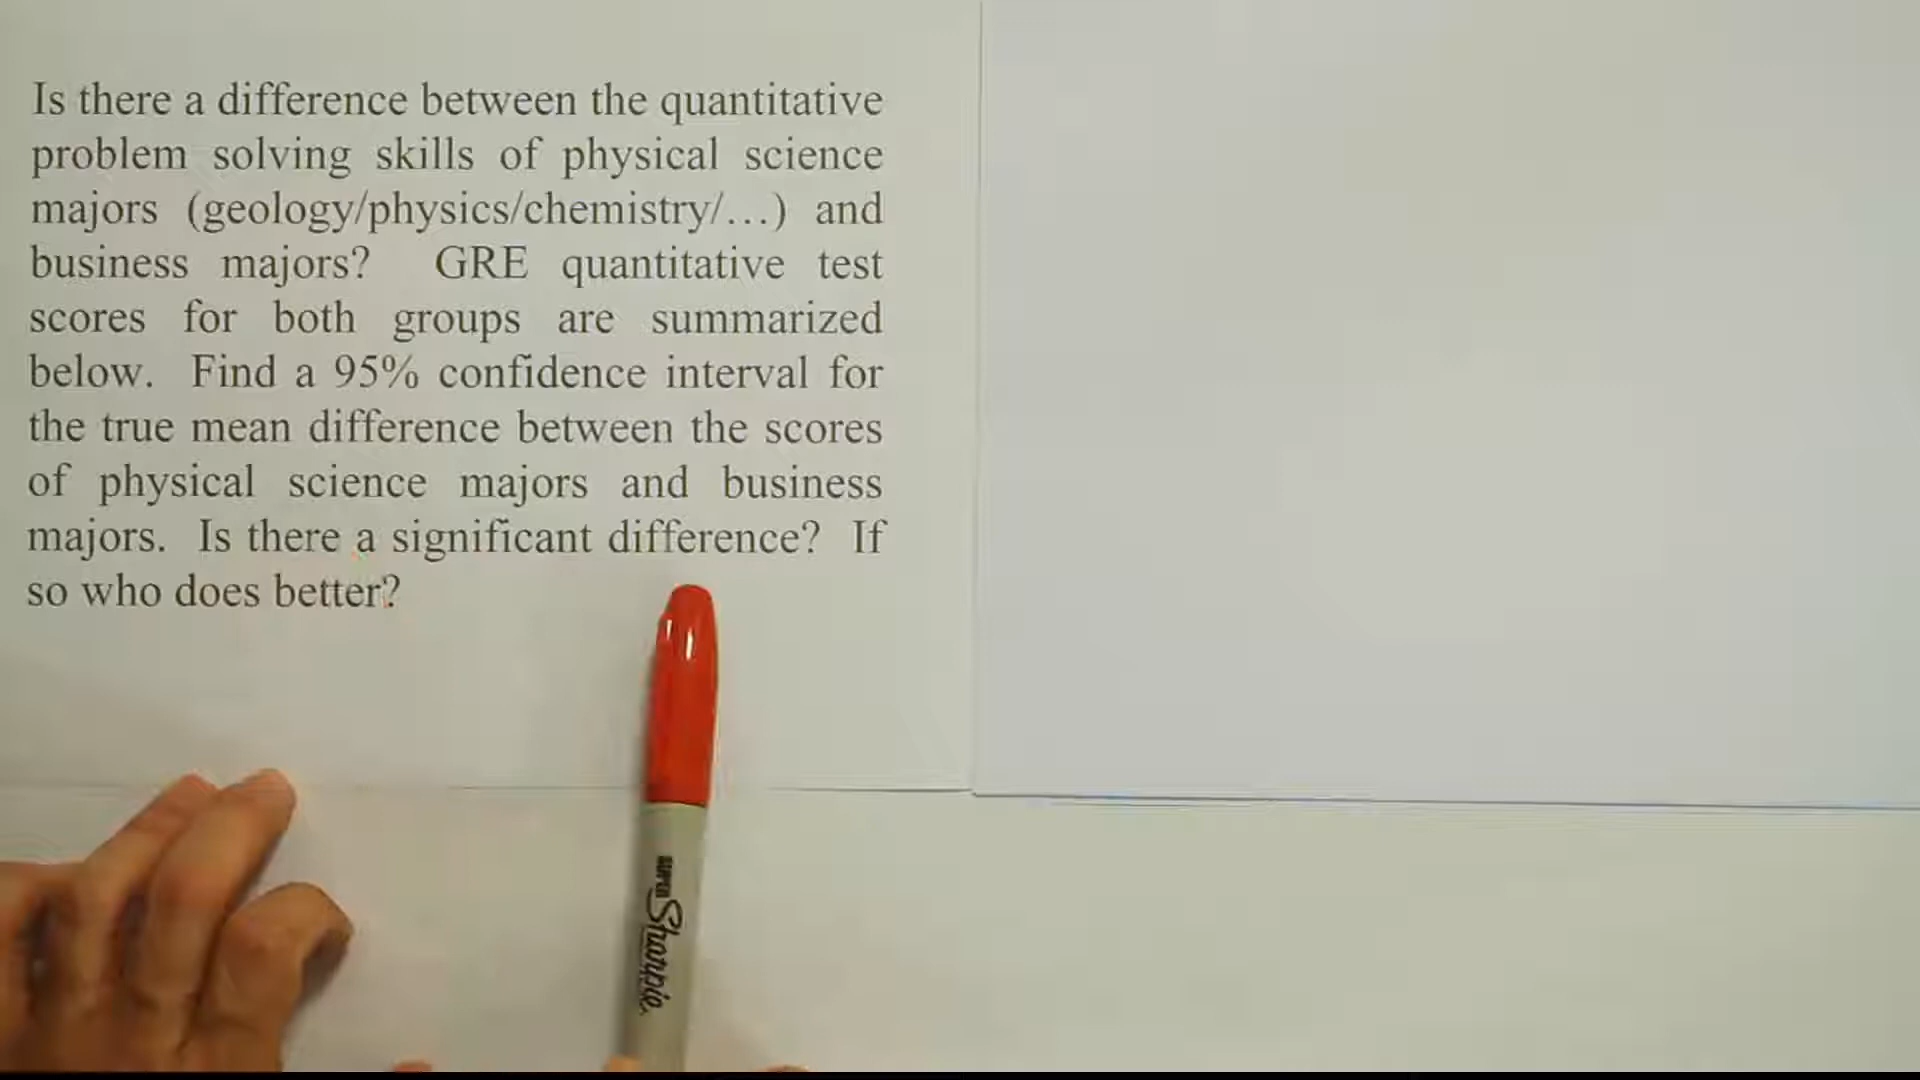 Is there a difference between the quantitative
problem solving skills of physical science
majors (geology/physics/chemistry/…) and
business majors? GRE quantitative test
scores for both groups are summarized
below. Find a 95% confidence interval for
the true mean difference between the scores
of physical science majors and business
majors. Is there a significant difference? If
so who does better?
SUPER
Sharpie